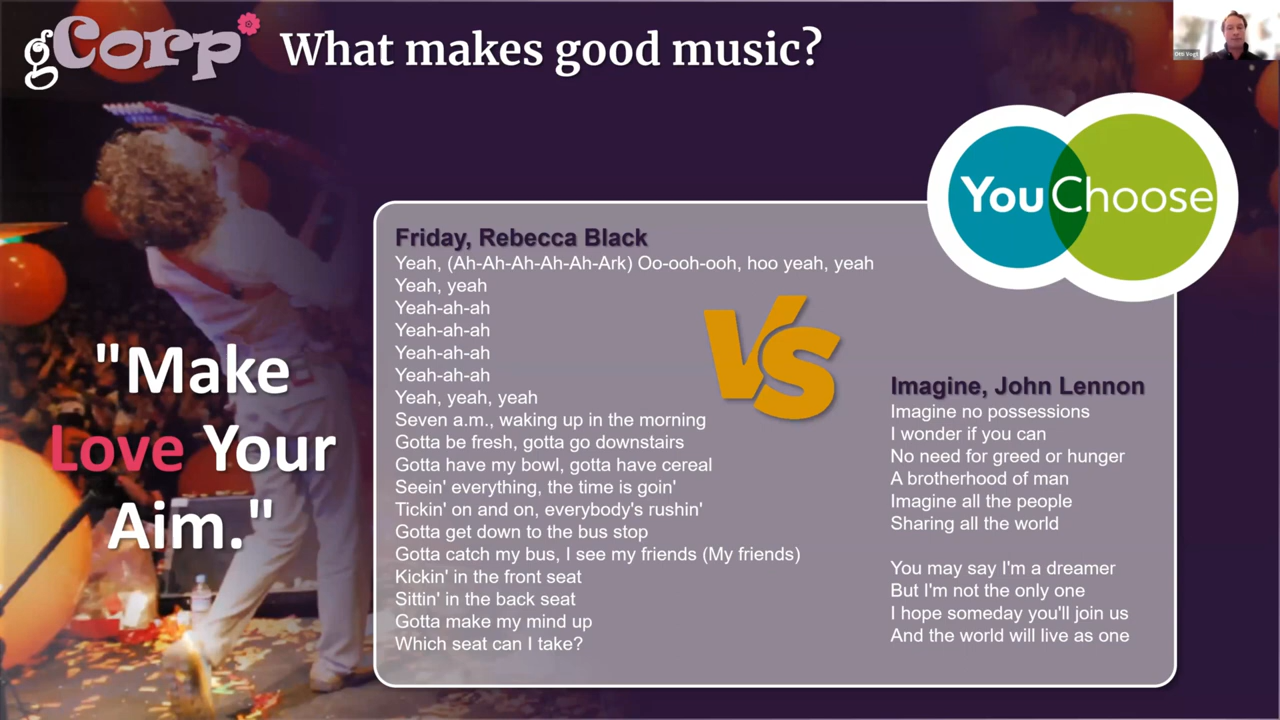 gCorp
What makes good music?
Otti Vogt
YouChoose
"Make
Love Your
Aim."
Friday, Rebecca Black
Yeah, (Ah-Ah-Ah-Ah-Ah-Ark) Oo-ooh-ooh, hoo yeah, yeah
Yeah, yeah
Yeah-ah-ah
Yeah-ah-ah
Yeah-ah-ah
Yeah-ah-ah
Yeah, yeah, yeah
Seven a.m., waking up in the morning
Gotta be fresh, gotta go downstairs
Gotta have my bowl, gotta have cereal
Seein' everything, the time is goin'
Tickin' on and on, everybody's rushin'
Gotta get down to the bus stop
Gotta catch my bus, I see my friends (My friends)
Kickin' in the front seat
Sittin' in the back seat
Gotta make my mind up
Which seat can I take?
VS
Imagine, John Lennon
Imagine no possessions
I wonder if you can
No need for greed or hunger
A brotherhood of man
Imagine all the people
Sharing all the world
You may say I'm a dreamer
But I'm not the only one
I hope someday you'll join us
And the world will live as one